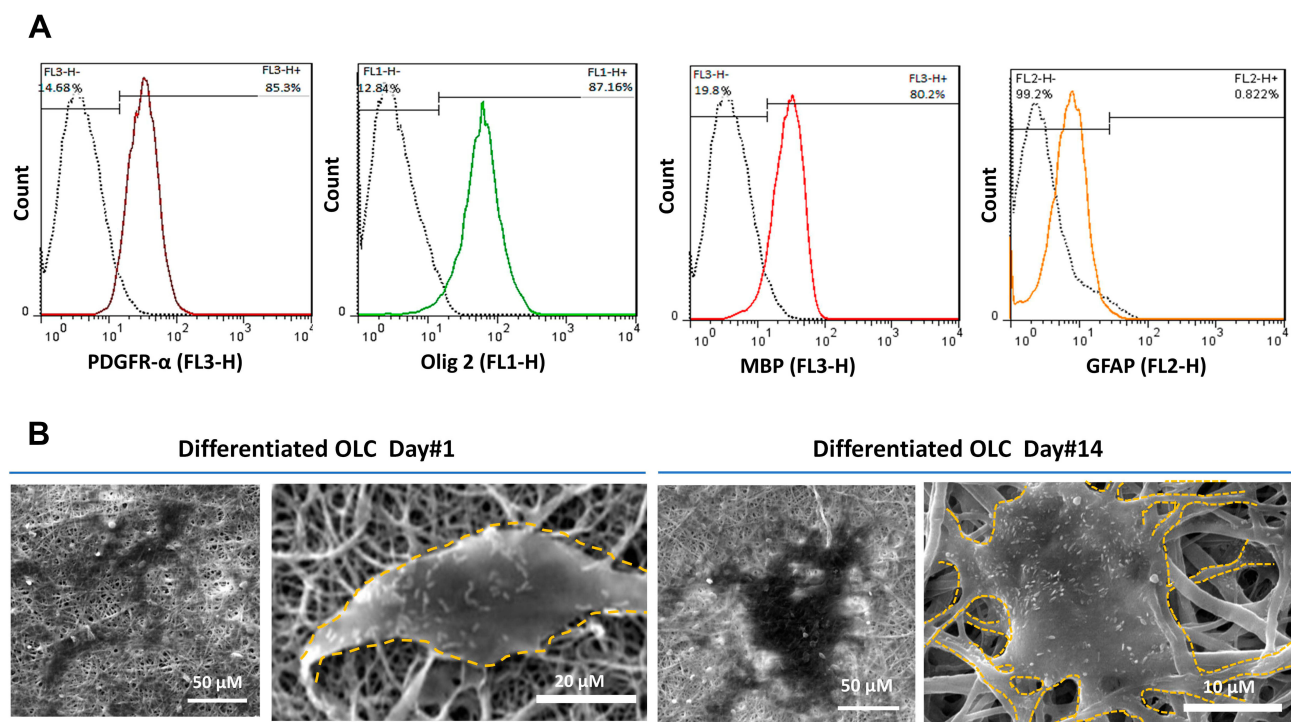 A
FL3-H-
14.68%
FL3-H+
85.3%
Count
0
10^0 10^1 10^2 10^3 10^4
PDGFR-α (FL3-H)
FL1-H-
12.84%
FL1-H+
87.16%
Count
0
10^0 10^1 10^2 10^3 10^4
Olig 2 (FL1-H)
FL3-H-
19.8%
FL3-H+
80.2%
Count
0
10^0 10^1 10^2 10^3 10^4
MBP (FL3-H)
FL2-H-
99.2%
FL2-H+
0.822%
Count
0
10^0 10^1 10^2 10^3 10^4
GFAP (FL2-H)
B
Differentiated OLC Day#1
Differentiated OLC Day#14
50 µM
20 µM
50 µM
10 µM